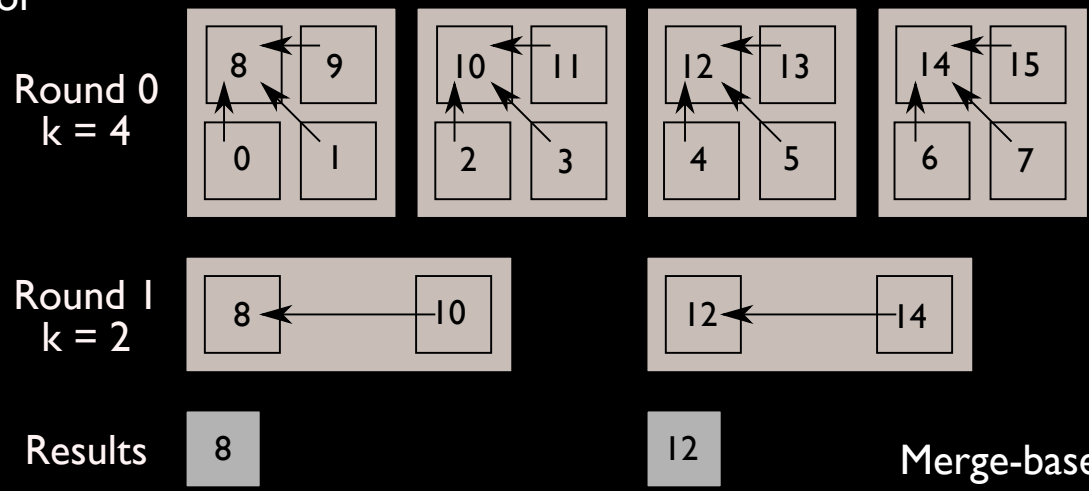 or
Round 0
k = 4
8 9 10 11 12 13 14 15
0 1 2 3 4 5 6 7
Round 1
k = 2
8 10 12 14
Results 8 12
Merge-base